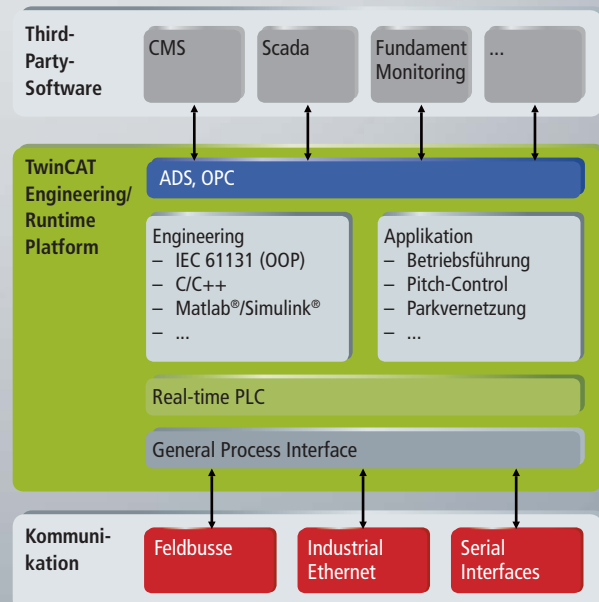 Third-
Party-
Software
CMS
Scada
Fundament
Monitoring
...
TwinCAT
Engineering/
Runtime
Platform
ADS, OPC
Engineering
– IEC 61131 (OOP)
– C/C++
– Matlab®/Simulink®
– ...
Applikation
– Betriebsführung
– Pitch-Control
– Parkvernetzung
– ...
Real-time PLC
General Process Interface
Kommuni-
kation
Feldbusse
Industrial
Ethernet
Serial
Interfaces